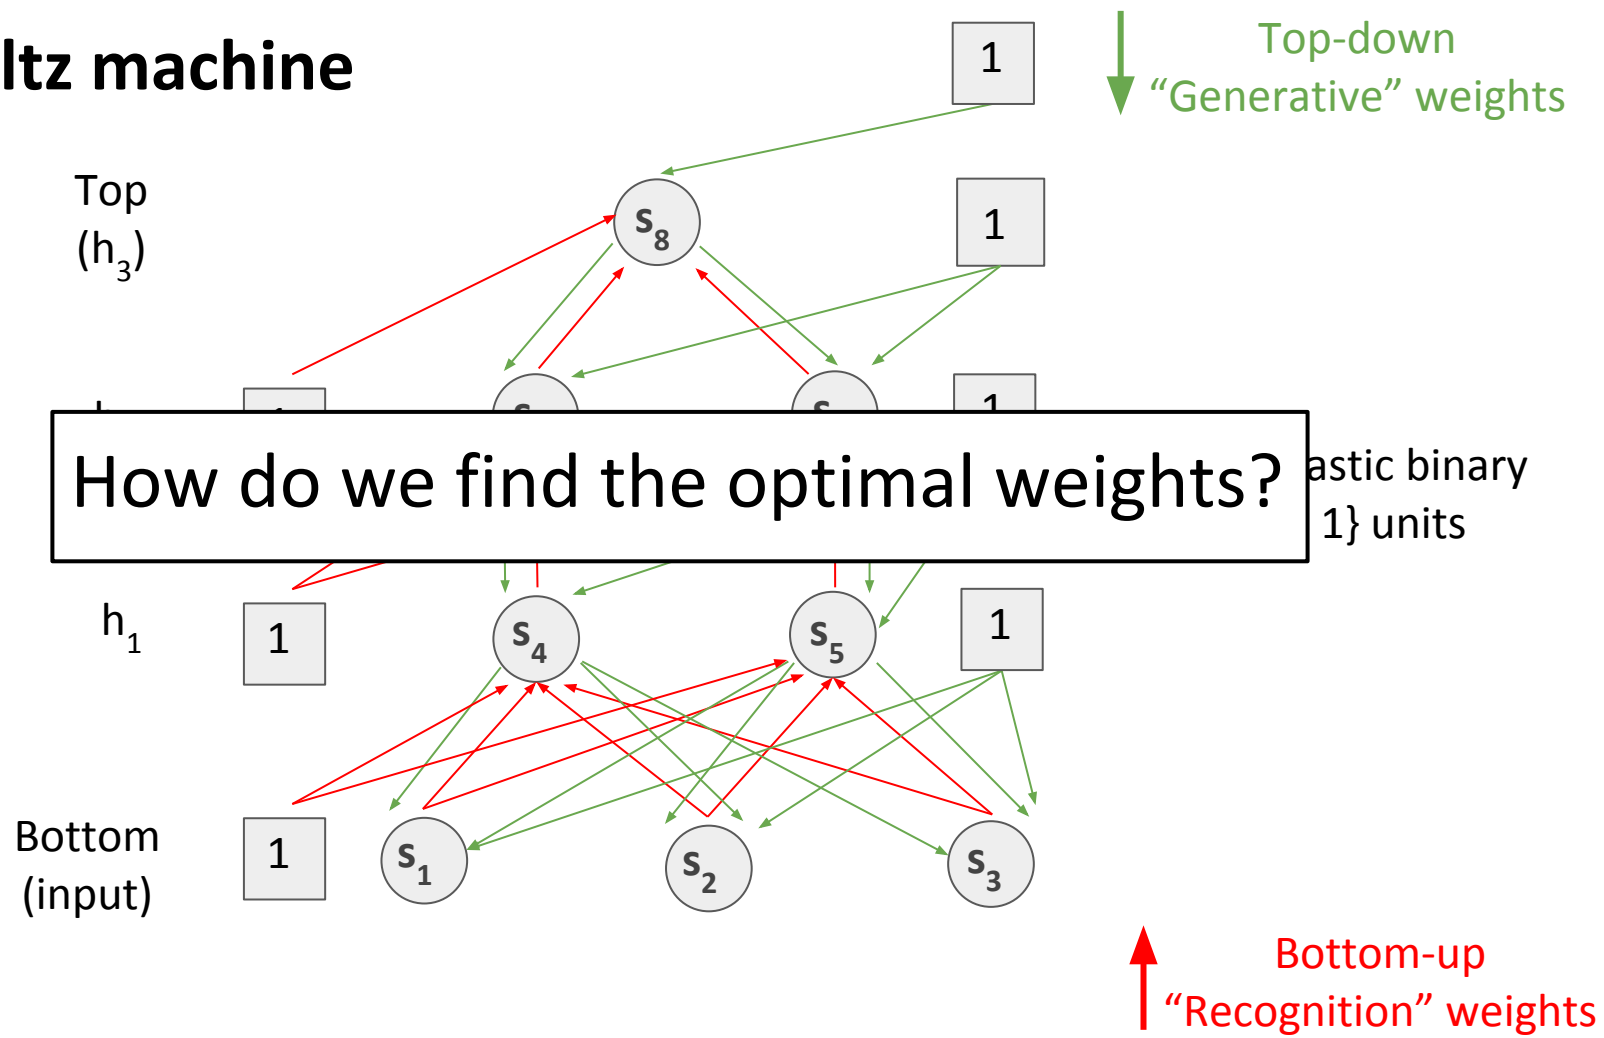 ltz machine
1
Top-down
“Generative” weights
Top
(h3)
s8
1
How do we find the optimal weights?
astic binary
1} units
h1
1
s4
s5
1
Bottom
(input)
1
s1
s2
s3
Bottom-up
“Recognition” weights